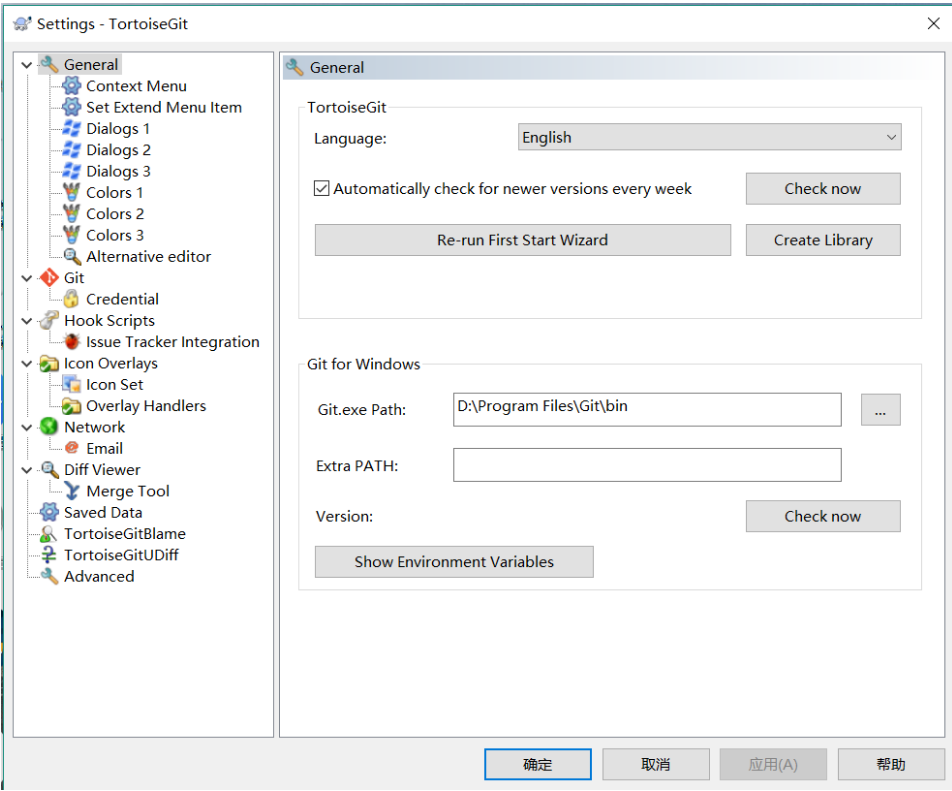 Settings - TortoiseGit
General
Context Menu
Set Extend Menu Item
Dialogs 1
Dialogs 2
Dialogs 3
Colors 1
Colors 2
Colors 3
Alternative editor
Git
Credential
Hook Scripts
Issue Tracker Integration
Icon Overlays
Icon Set
Overlay Handlers
Network
Email
Diff Viewer
Merge Tool
Saved Data
TortoiseGitBlame
TortoiseGitUDiff
Advanced
General
TortoiseGit
Language: English
Automatically check for newer versions every week Check now
Re-run First Start Wizard Create Library
Git for Windows
Git.exe Path: D:\Program Files\Git\bin ...
Extra PATH:
Version: Check now
Show Environment Variables
确定 取消 应用(A) 帮助